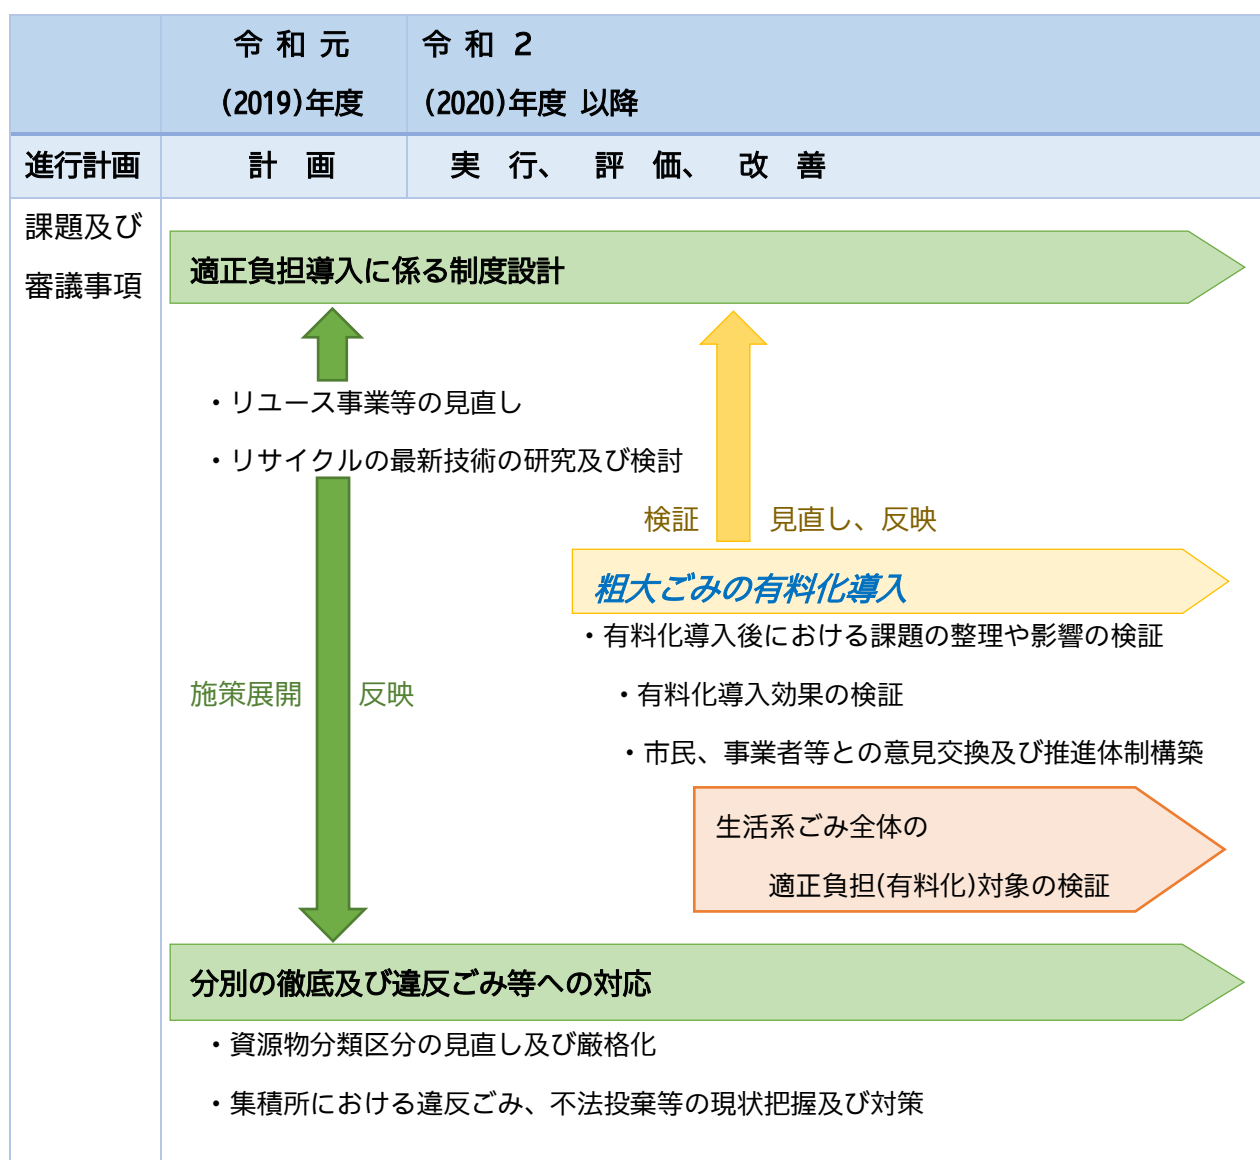 令和元
(2019)年度
令和 2
(2020)年度 以降
進行計画
計 画
実 行、 評 価、 改 善
課題及び
審議事項
適正負担導入に係る制度設計
・リユース事業等の見直し
・リサイクルの最新技術の研究及び検討
検証 見直し、反映
粗大ごみの有料化導入
・有料化導入後における課題の整理や影響の検証
施策展開 反映
・有料化導入効果の検証
・市民、事業者等との意見交換及び推進体制構築
生活系ごみ全体の
適正負担(有料化)対象の検証
分別の徹底及び違反ごみ等への対応
・資源物分類区分の見直し及び厳格化
・集積所における違反ごみ、不法投棄等の現状把握及び対策